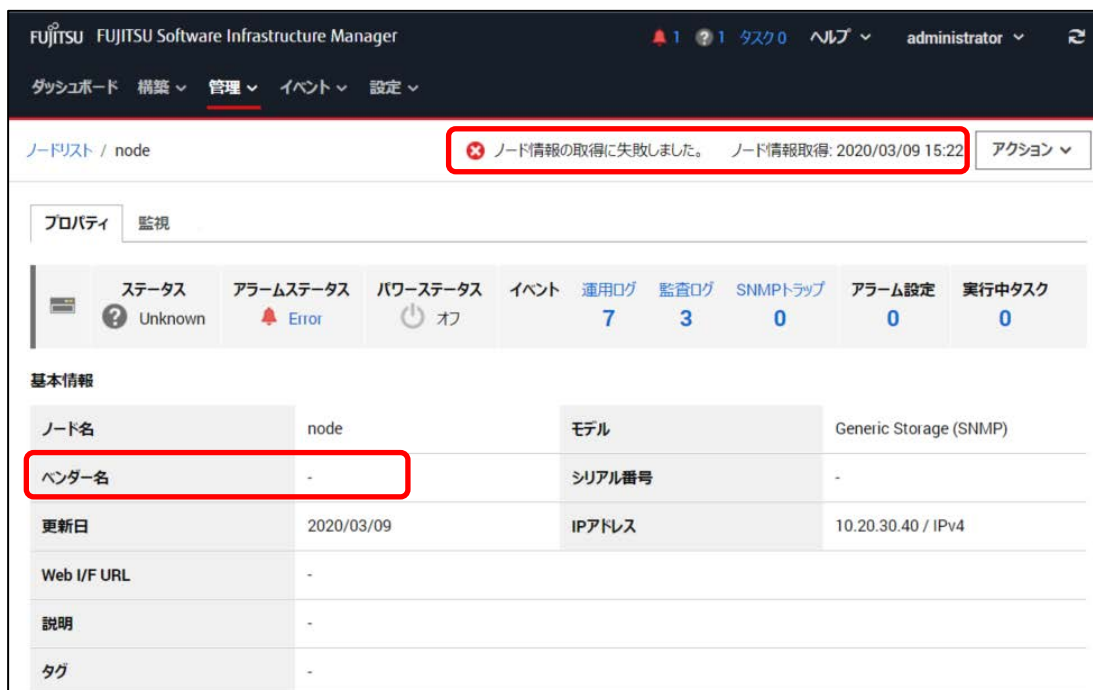 FUJITSU FUJITSU Software Infrastructure Manager 1 1 タスク 0 ヘルプ administrator
ダッシュボード 構築 管理 イベント 設定
ノードリスト / node ノード情報の取得に失敗しました。 ノード情報取得: 2020/03/09 15:22 アクション
プロパティ 監視
ステータス アラームステータス パワーステータス イベント 運用ログ 監査ログ SNMPトラップ アラーム設定 実行中タスク
Unknown Error オフ 7 3 0 0 0
基本情報
ノード名 node モデル Generic Storage (SNMP)
ベンダー名 - シリアル番号 -
更新日 2020/03/09 IPアドレス 10.20.30.40 / IPv4
Web I/F URL -
説明 -
タグ -